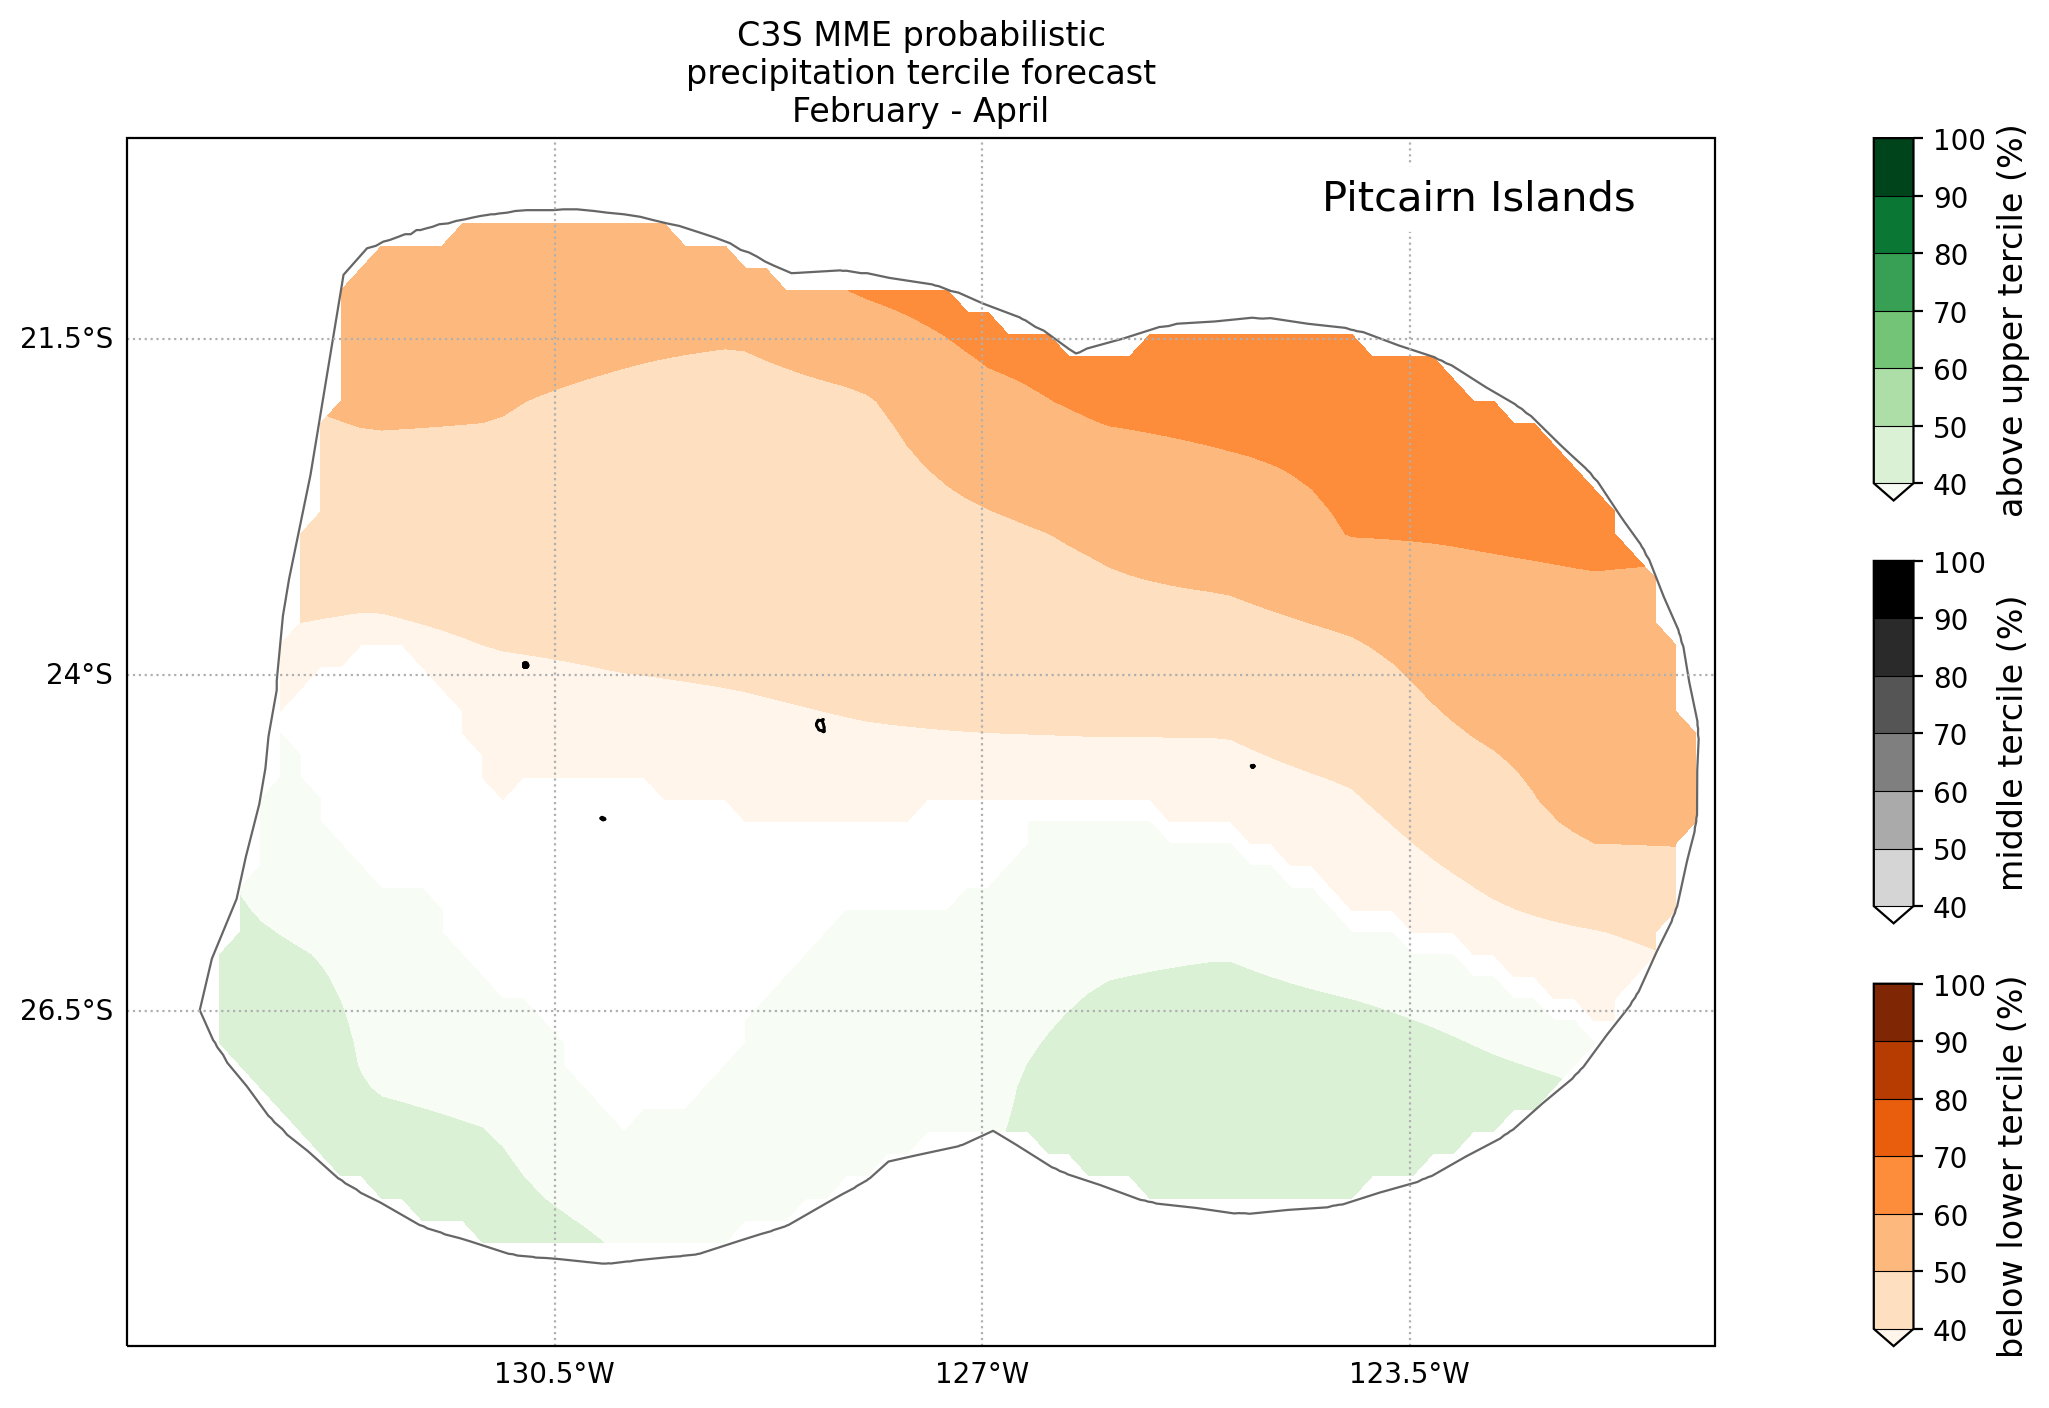 C3S MME probabilistic
precipitation tercile forecast
February - April
Pitcairn Islands
21.5°S
24°S
26.5°S
130.5°W
127°W
123.5°W
100
90
80
70
60
50
40
above upper tercile (%)
100
90
80
70
60
50
40
middle tercile (%)
100
90
80
70
60
50
40
below lower tercile (%)